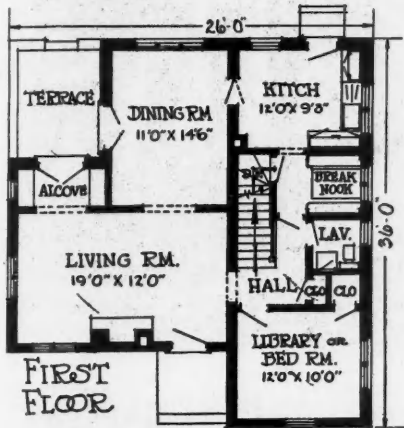 26'-0"
TERRACE
DINING RM
11'0" X 14'6"
KITCH
12'0" X 9'3"
ALCOVE
BREAK
NOOK
36'-0"
LIVING RM.
19'0" X 12'0"
LAV.
HALL
CLO
CLO
LIBRARY OR
BED RM.
12'0" X 10'0"
FIRST
FLOOR